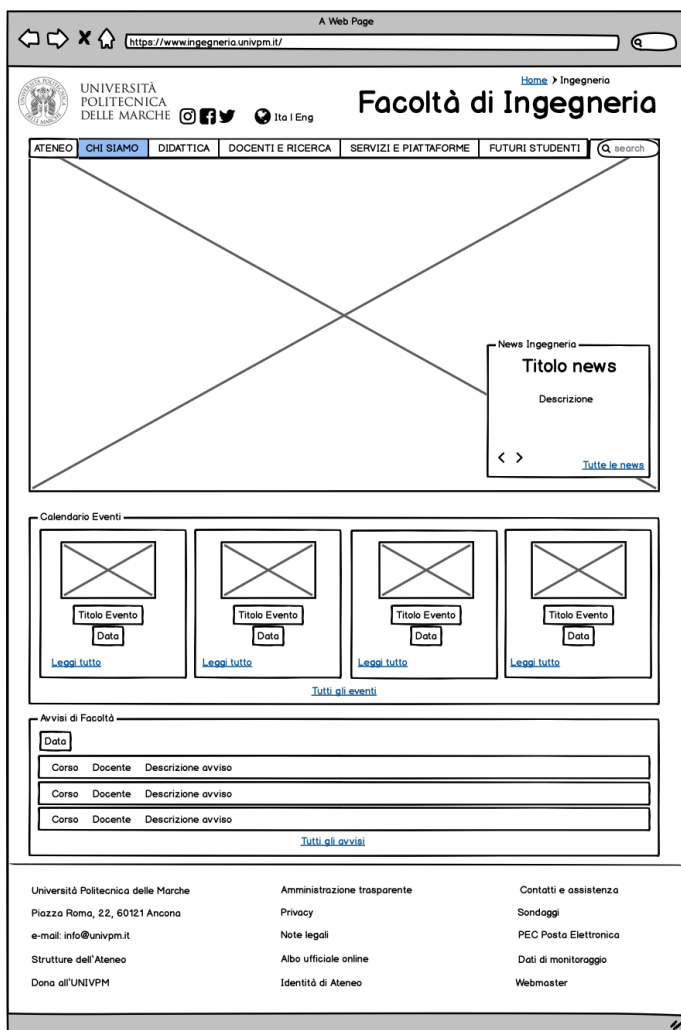 A Web Page
https://www.ingegneria.univpm.it/
UNIVERSITÀ
POLITECNICA
DELLE MARCHE
Ita | Eng
Home > Ingegneria
Facoltà di Ingegneria
ATENEO CHI SIAMO DIDATTICA DOCENTI E RICERCA SERVIZI E PIATTAFORME FUTURI STUDENTI search
News Ingegneria
Titolo news
Descrizione
< >
Tutte le news
Calendario Eventi
Titolo Evento Titolo Evento Titolo Evento Titolo Evento
Data Data Data Data
Leggi tutto Leggi tutto Leggi tutto Leggi tutto
Tutti gli eventi
Avvisi di Facoltà
Data
Corso Docente Descrizione avviso
Corso Docente Descrizione avviso
Corso Docente Descrizione avviso
Tutti gli avvisi
Università Politecnica delle Marche Amministrazione trasparente Contatti e assistenza
Piazza Roma, 22, 60121 Ancona Privacy Sondaggi
e-mail: info@univpm.it Note legali PEC Posta Elettronica
Strutture dell'Ateneo Albo ufficiale online Dati di monitoraggio
Dona all'UNIVPM Identità di Ateneo Webmaster